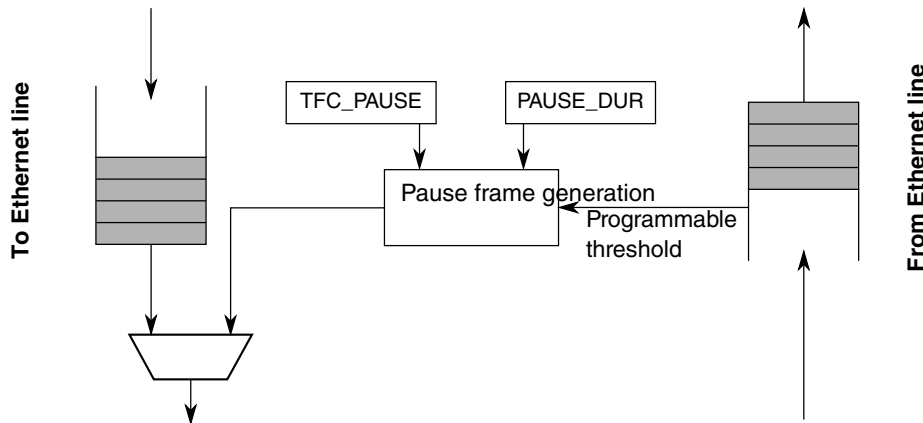 To Ethernet line
TFC_PAUSE
PAUSE_DUR
Pause frame generation
Programmable
threshold
From Ethernet line